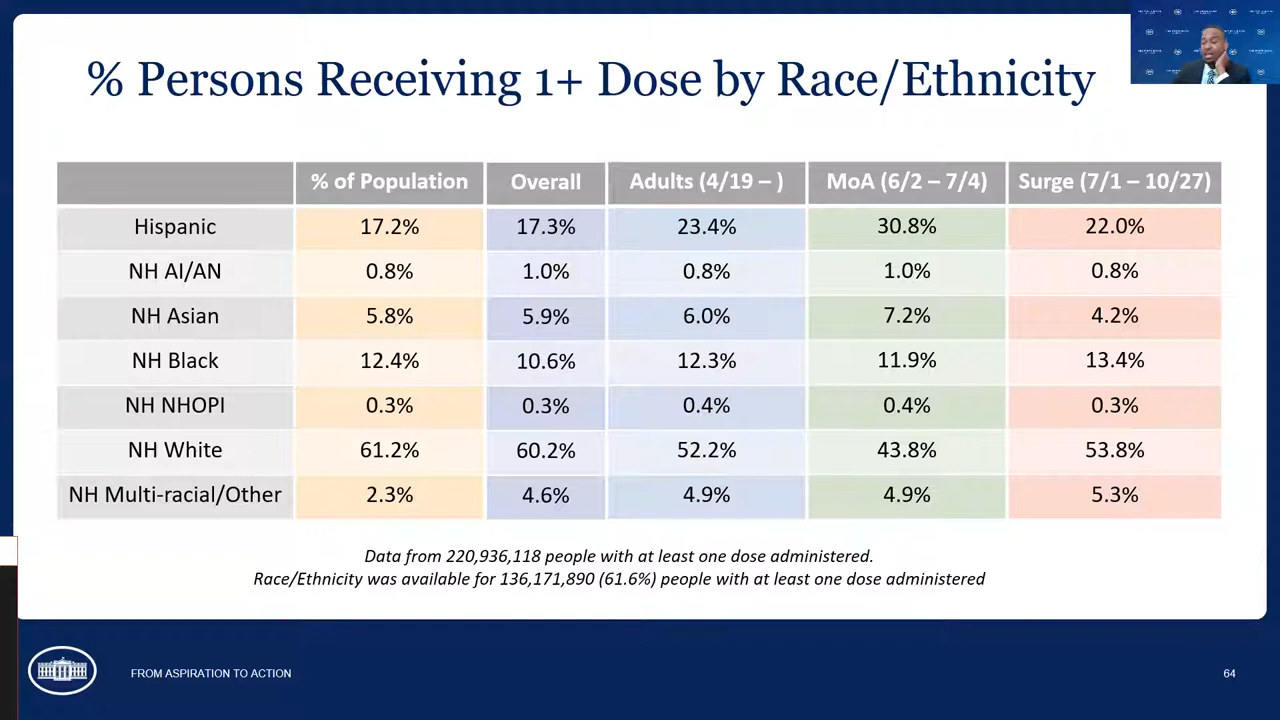 % Persons Receiving 1+ Dose by Race/Ethnicity
% of Population Overall Adults (4/19 – ) MoA (6/2 – 7/4) Surge (7/1 – 10/27)
Hispanic 17.2% 17.3% 23.4% 30.8% 22.0%
NH AI/AN 0.8% 1.0% 0.8% 1.0% 0.8%
NH Asian 5.8% 5.9% 6.0% 7.2% 4.2%
NH Black 12.4% 10.6% 12.3% 11.9% 13.4%
NH NHOPI 0.3% 0.3% 0.4% 0.4% 0.3%
NH White 61.2% 60.2% 52.2% 43.8% 53.8%
NH Multi-racial/Other 2.3% 4.6% 4.9% 4.9% 5.3%
Data from 220,936,118 people with at least one dose administered.
Race/Ethnicity was available for 136,171,890 (61.6%) people with at least one dose administered
FROM ASPIRATION TO ACTION
64